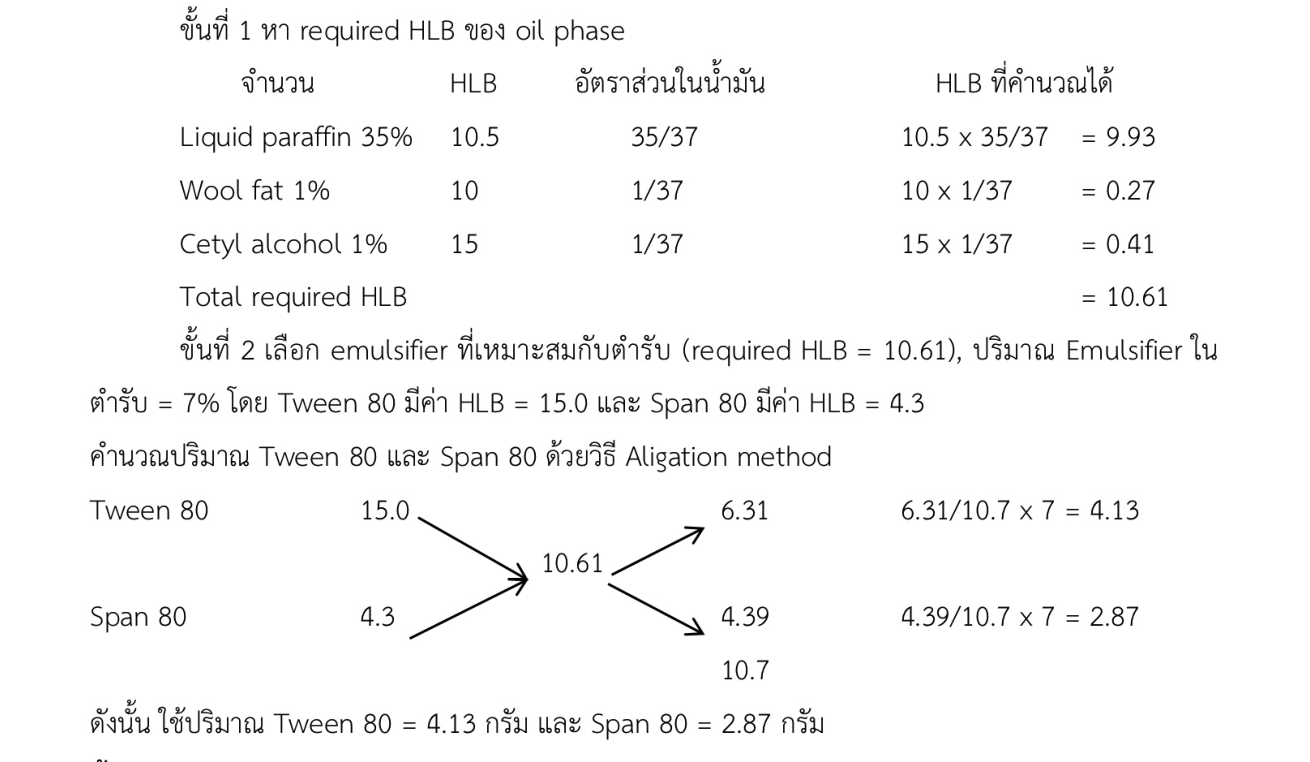 ขั้นที่ 1 หา required HLB ของ oil phase
จำนวน HLB อัตราส่วนในน้ำมัน HLB ที่คำนวณได้
Liquid paraffin 35% 10.5 35/37 10.5 x 35/37 = 9.93
Wool fat 1% 10 1/37 10 x 1/37 = 0.27
Cetyl alcohol 1% 15 1/37 15 x 1/37 = 0.41
Total required HLB = 10.61
ขั้นที่ 2 เลือก emulsifier ที่เหมาะสมกับตำรับ (required HLB = 10.61), ปริมาณ Emulsifier ใน
ตำรับ = 7% โดย Tween 80 มีค่า HLB = 15.0 และ Span 80 มีค่า HLB = 4.3
คำนวณปริมาณ Tween 80 และ Span 80 ด้วยวิธี Aligation method
Tween 80 15.0 6.31 6.31/10.7 x 7 = 4.13
10.61
Span 80 4.3 4.39 4.39/10.7 x 7 = 2.87
10.7
ดังนั้น ใช้ปริมาณ Tween 80 = 4.13 กรัม และ Span 80 = 2.87 กรัม